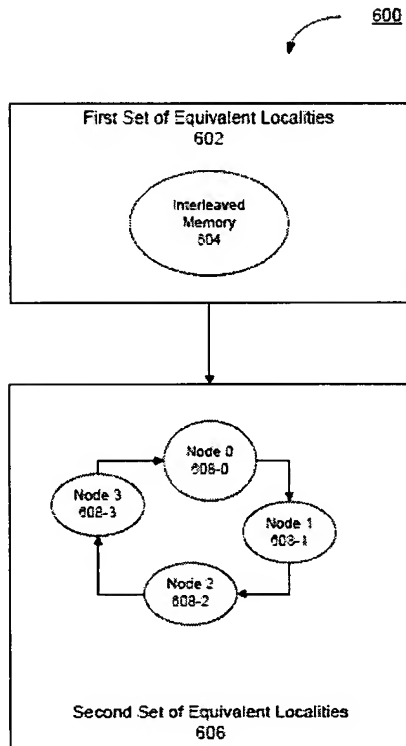 600
First Set of Equivalent Localities
602
Interleaved
Memory
604
Node 0
608-0
Node 3
608-3
Node 1
608-1
Node 2
608-2
Second Set of Equivalent Localities
606